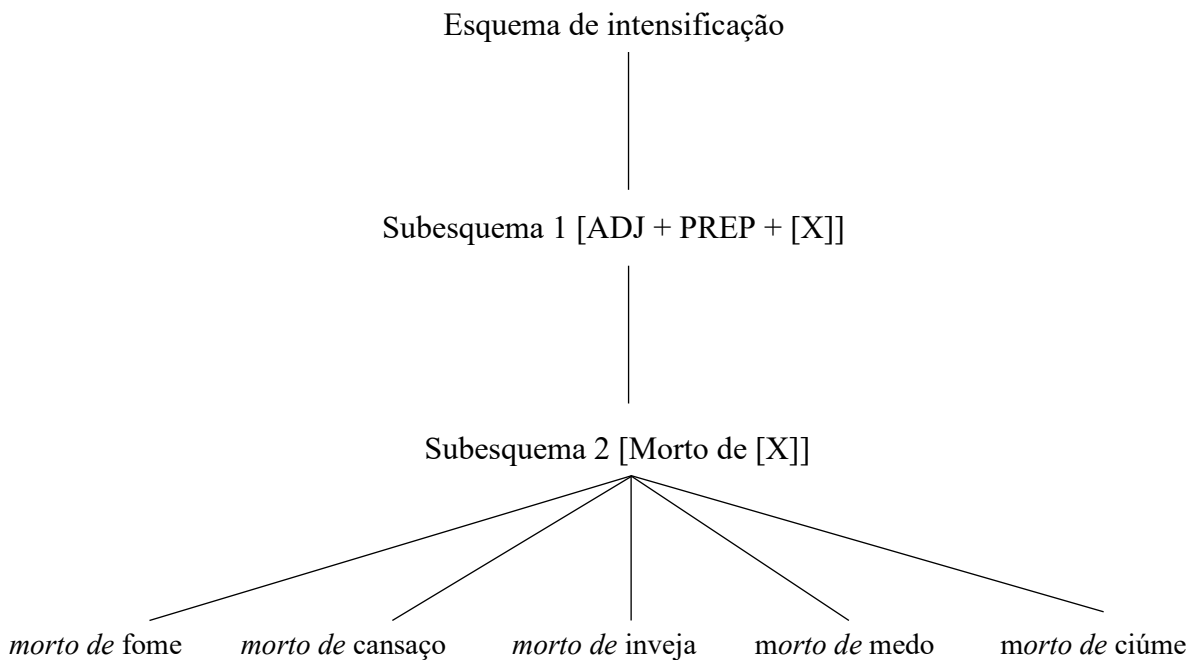 Esquema de intensificação
Subesquema 1 [ADJ + PREP + [X]]
Subesquema 2 [Morto de [X]]
morto de fome morto de cansaço morto de inveja morto de medo morto de ciúme